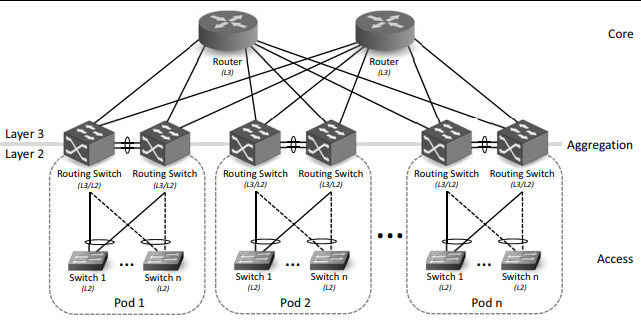 Core
Router
(L3)
Router
(L3)
Layer 3
Layer 2
Aggregation
Routing Switch
(L3/L2)
Routing Switch
(L3/L2)
Routing Switch
(L3/L2)
Routing Switch
(L3/L2)
Routing Switch
(L3/L2)
Routing Switch
(L3/L2)
...
Access
...
Switch 1
(L2)
Switch n
(L2)
...
Switch 1
(L2)
Switch n
(L2)
...
Switch 1
(L2)
Switch n
(L2)
Pod 1
Pod 2
Pod n